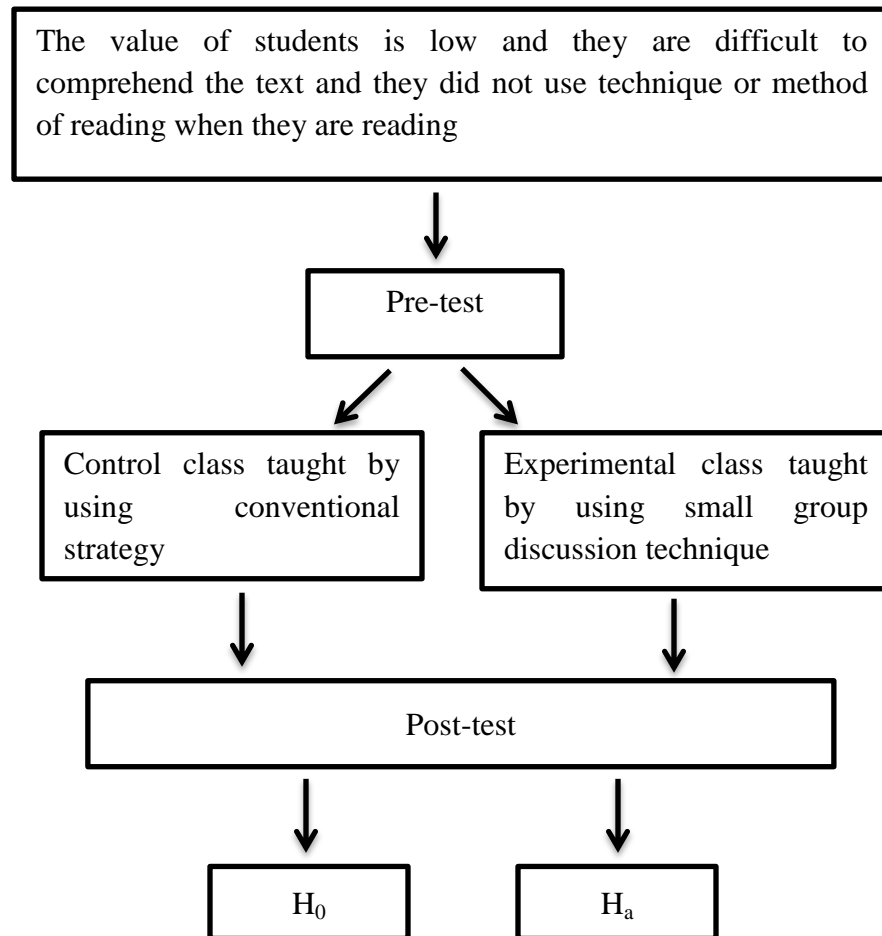 The value of students is low and they are difficult to
comprehend the text and they did not use technique or method
of reading when they are reading
Pre-test
Control class taught by
using conventional
strategy
Experimental class taught
by using small group
discussion technique
Post-test
H₀
Hₐ